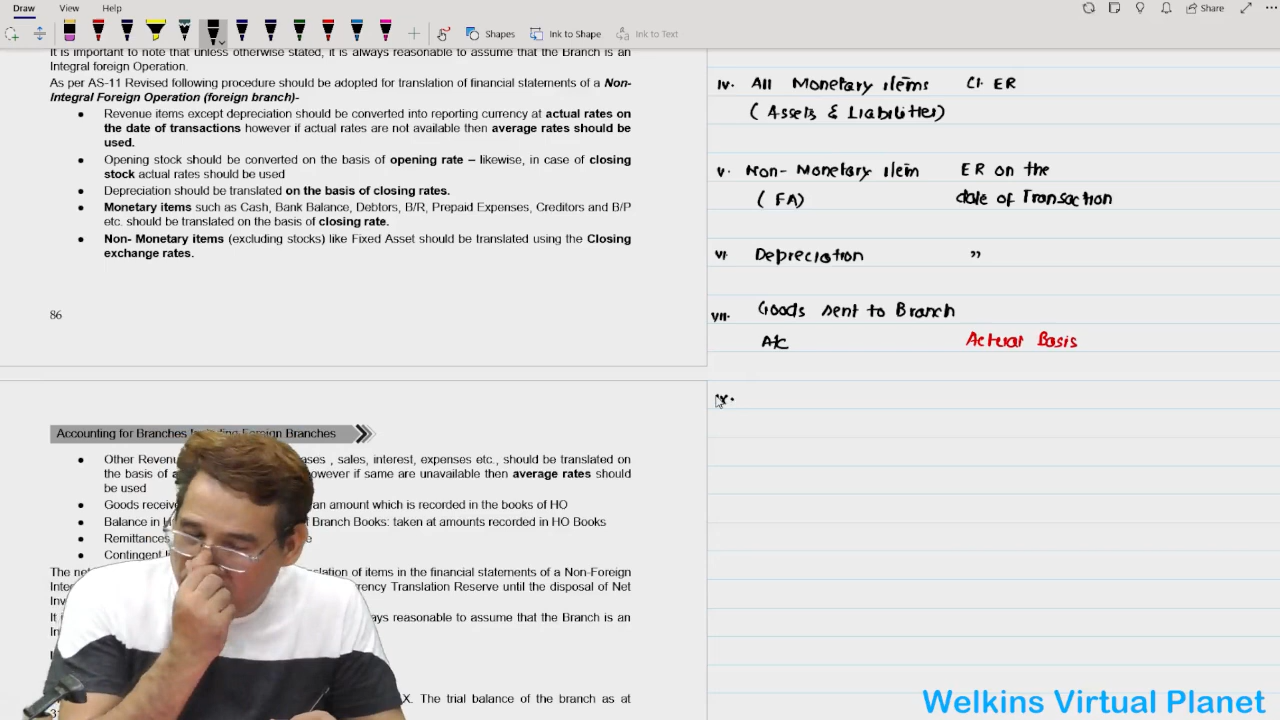 Draw View Help
Shapes Ink to Shape Ink to Text Share
It is important to note that unless otherwise stated, it is always reasonable to assume that the Branch is an
Integral foreign Operation.
As per AS-11 Revised following procedure should be adopted for translation of financial statements of a Non-
Integral Foreign Operation (foreign branch)-
• Revenue items except depreciation should be converted into reporting currency at actual rates on
the date of transactions however if actual rates are not available then average rates should be
used.
• Opening stock should be converted on the basis of opening rate – likewise, in case of closing
stock actual rates should be used
• Depreciation should be translated on the basis of closing rates.
• Monetary items such as Cash, Bank Balance, Debtors, B/R, Prepaid Expenses, Creditors and B/P
etc. should be translated on the basis of closing rate.
• Non- Monetary items (excluding stocks) like Fixed Asset should be translated using the Closing
exchange rates.
86
Accounting for Branches Including Foreign Branches
• Other Revenu ases , sales, interest, expenses etc., should be translated on
the basis of however if same are unavailable then average rates should
be used
• Goods receive an amount which is recorded in the books of HO
• Balance in of Branch Books: taken at amounts recorded in HO Books
• Remittances
• Contingent
The net nslation of items in the financial statements of a Non-Foreign
Integ rrency Translation Reserve until the disposal of Net
Inv
It i ays reasonable to assume that the Branch is an
In
X. The trial balance of the branch as at
31
iv. All Monetary items Cl. ER
(Assets & Liabilities)
v. Non- Monetary item ER on the
(FA) date of Transaction
vi Depreciation ”
vii. Goods sent to Branch
A/c Actual Basis
ix.
Welkins Virtual Planet